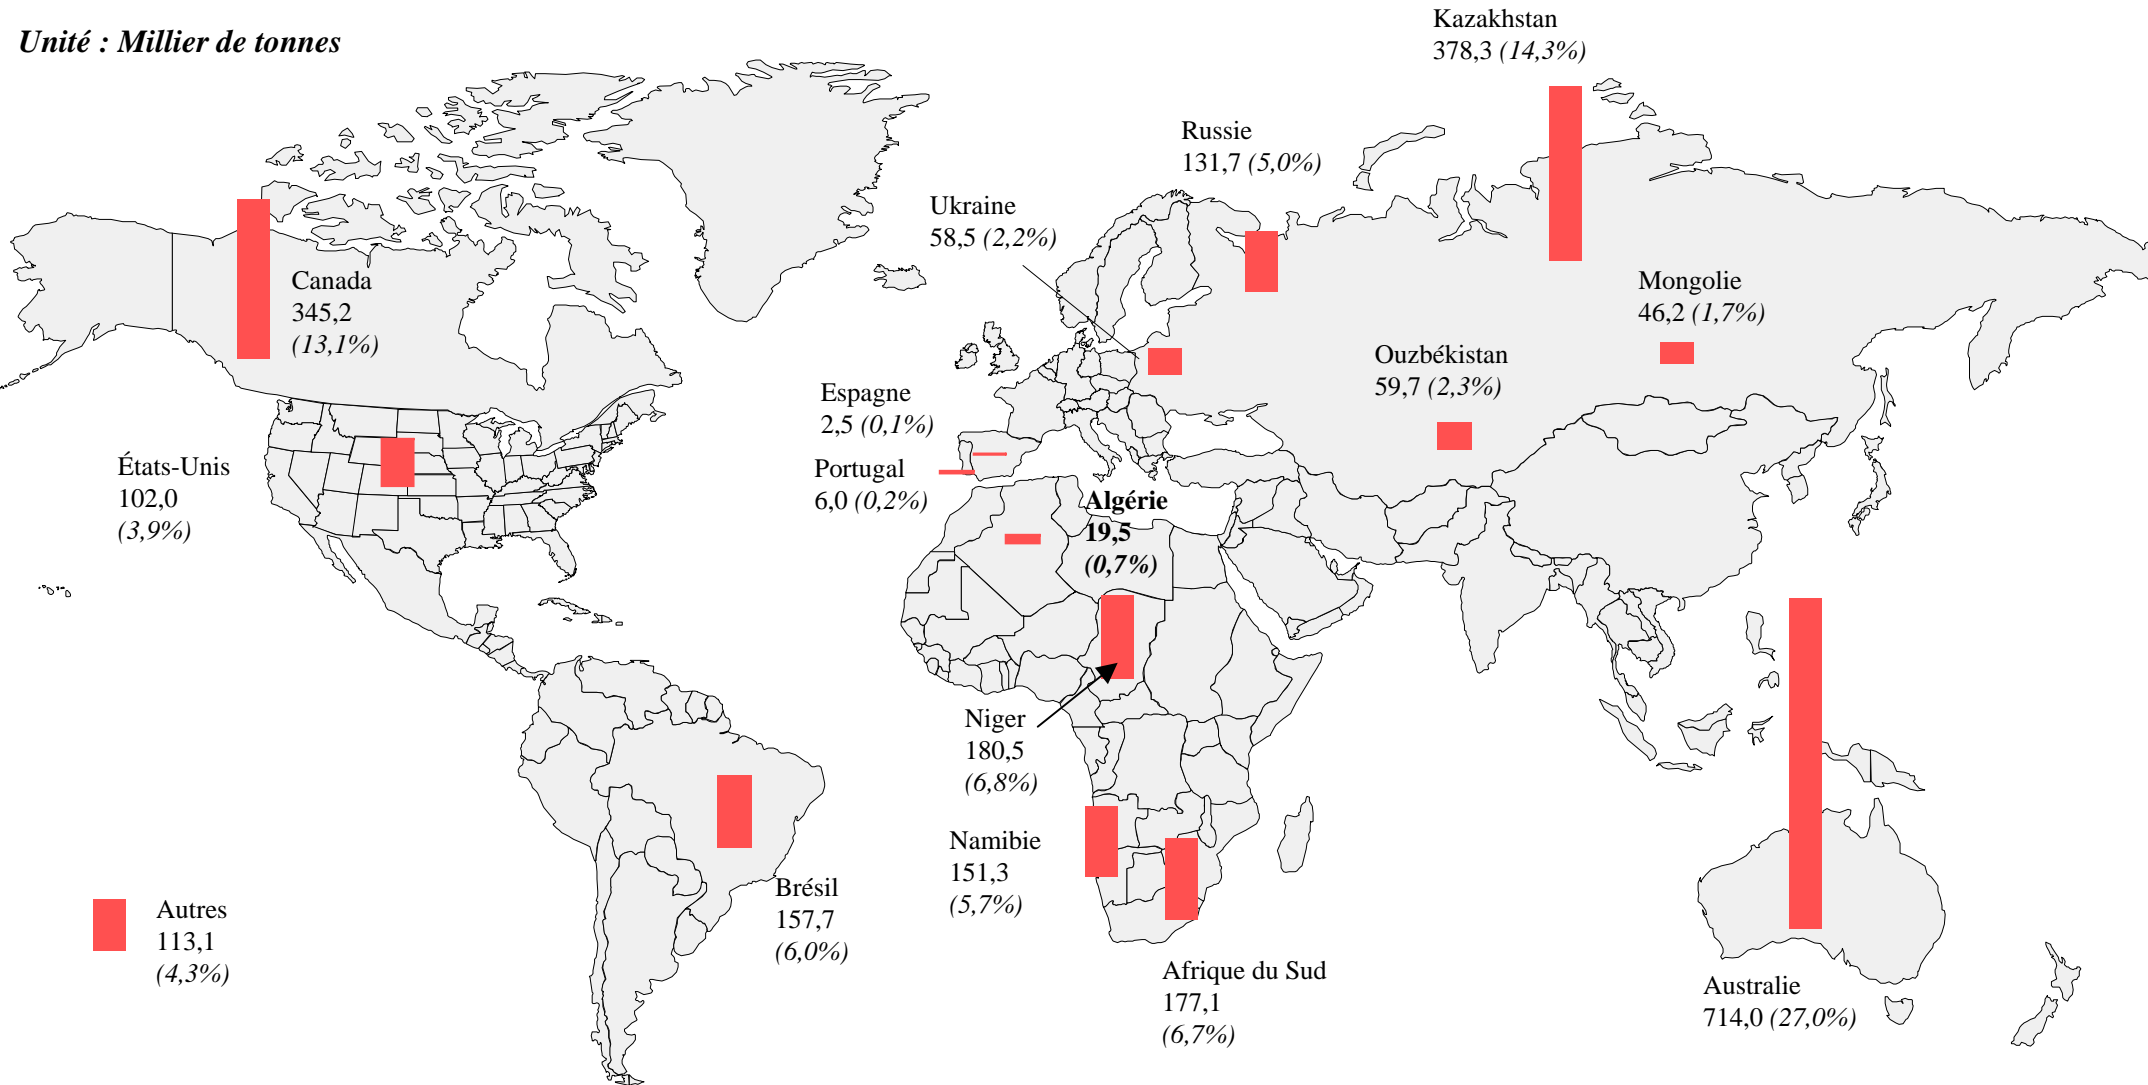 Unité : Millier de tonnes
Kazakhstan
378,3 (14,3%)
Russie
131,7 (5,0%)
Ukraine
58,5 (2,2%)
Canada
345,2
(13,1%)
Mongolie
46,2 (1,7%)
Ouzbékistan
59,7 (2,3%)
Espagne
2,5 (0,1%)
États-Unis
102,0
(3,9%)
Portugal
6,0 (0,2%)
Algérie
19,5
(0,7%)
Niger
180,5
(6,8%)
Namibie
151,3
(5,7%)
Brésil
157,7
(6,0%)
Autres
113,1
(4,3%)
Afrique du Sud
177,1
(6,7%)
Australie
714,0 (27,0%)